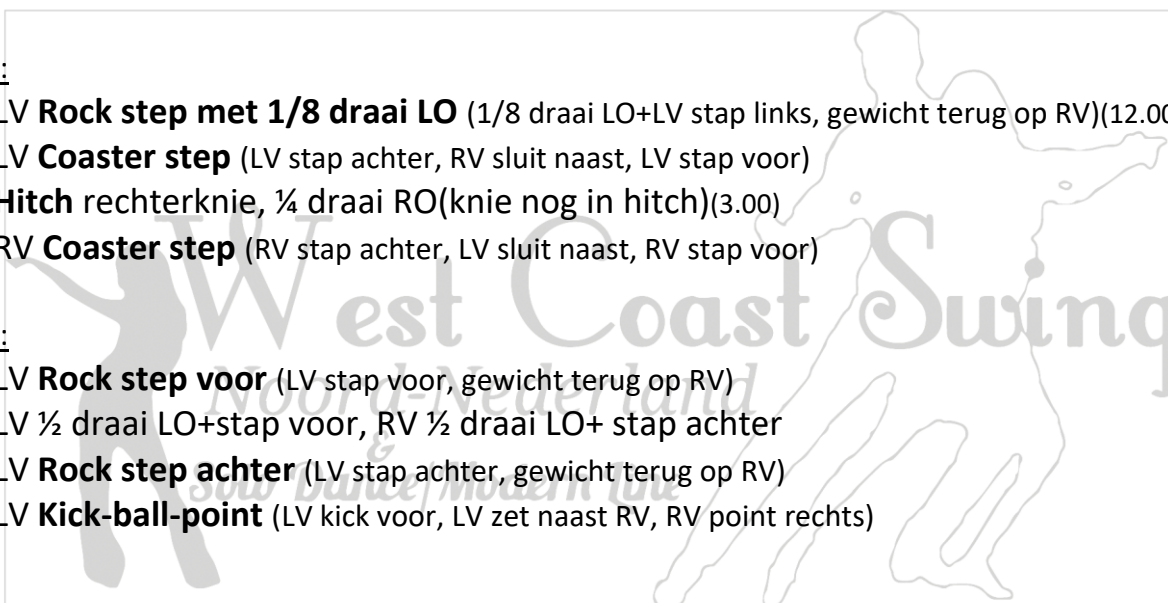 :
LV Rock step met 1/8 draai LO (1/8 draai LO+LV stap links, gewicht terug op RV)(12.00
LV Coaster step (LV stap achter, RV sluit naast, LV stap voor)
Hitch rechterknie, ¼ draai RO(knie nog in hitch)(3.00)
RV Coaster step (RV stap achter, LV sluit naast, RV stap voor)
West Coast Swing
:
LV Rock step voor (LV stap voor, gewicht terug op RV)
Noord-Nederland
LV ½ draai LO+stap voor, RV ½ draai LO+ stap achter
&
LV Rock step achter (LV stap achter, gewicht terug op RV)
Solo Dance/Modern Line
LV Kick-ball-point (LV kick voor, LV zet naast RV, RV point rechts)